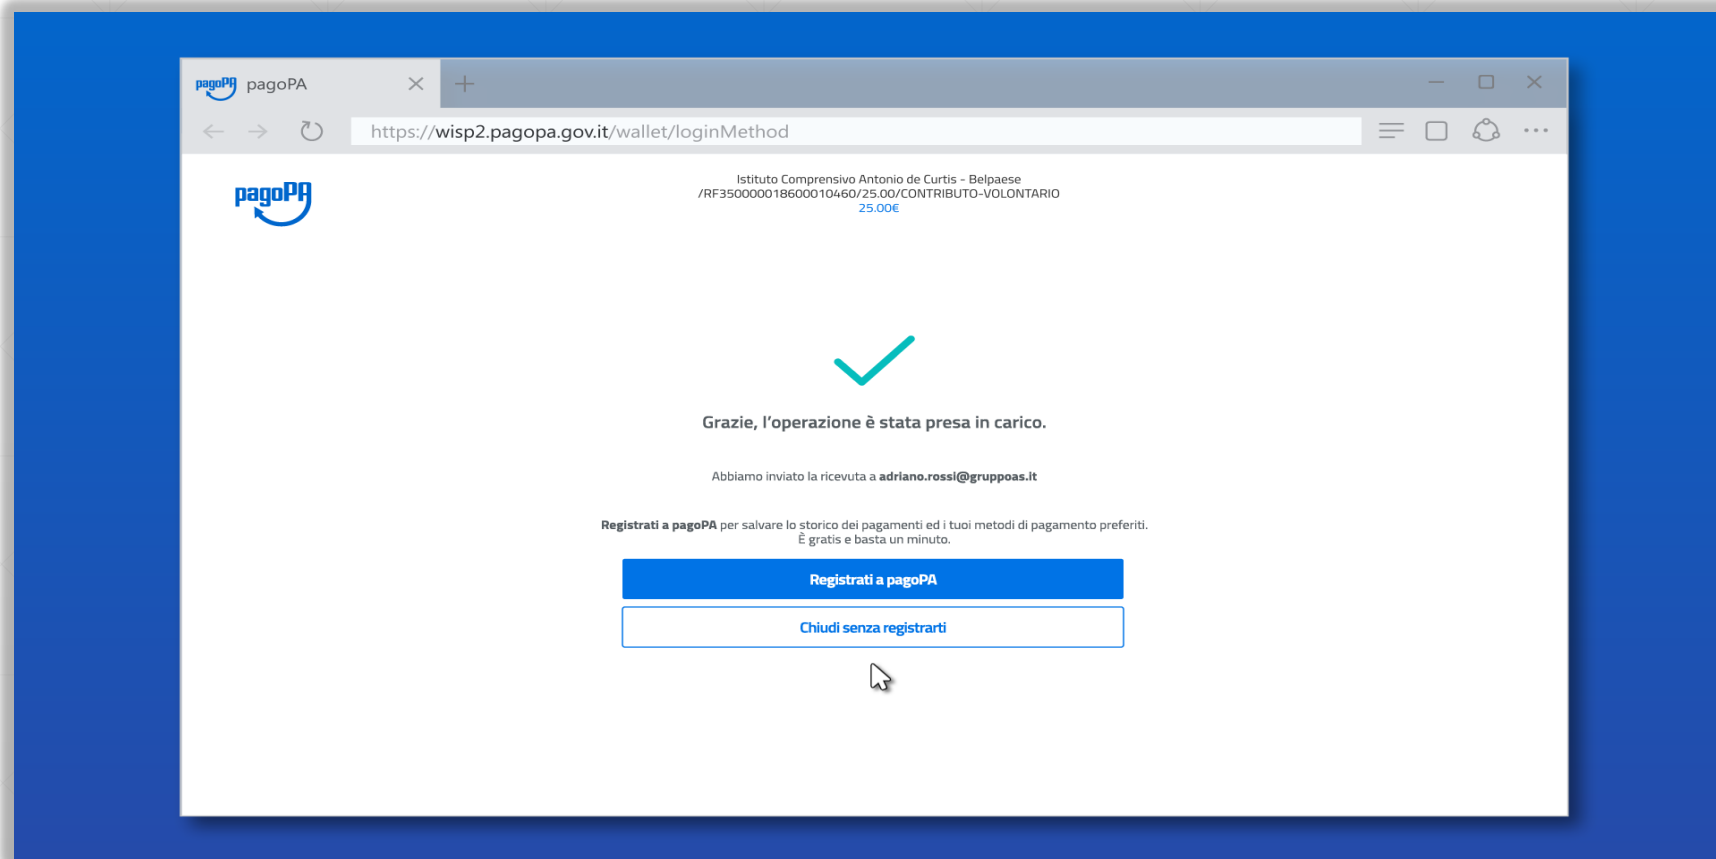 pagoPA pagoPA
https://wisp2.pagopa.gov.it/wallet/loginMethod
pagoPA
Istituto Comprensivo Antonio de Curtis - Belpaese
/RF35000001860001​0460/25.00/CONTRIBUTO-VOLONTARIO
25.00€
Grazie, l'operazione è stata presa in carico.
Abbiamo inviato la ricevuta a adriano.rossi@gruppoas.it
Registrati a pagoPA per salvare lo storico dei pagamenti ed i tuoi metodi di pagamento preferiti.
È gratis e basta un minuto.
Registrati a pagoPA
Chiudi senza registrarti